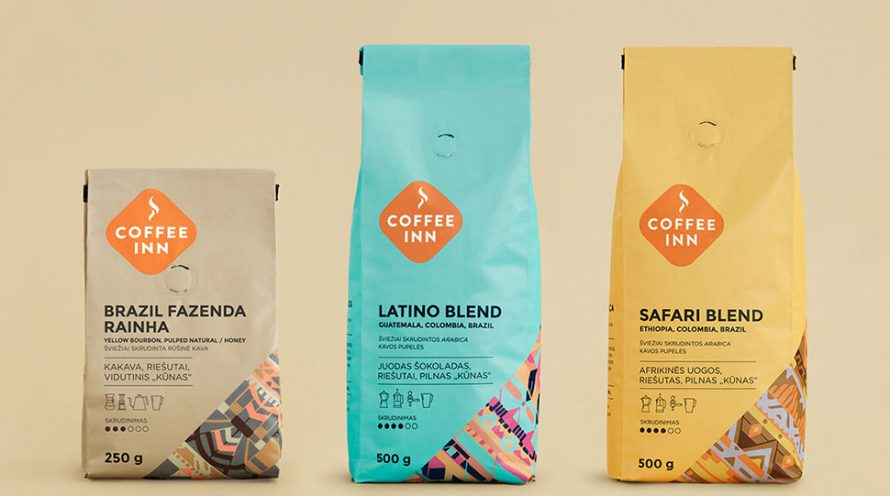 COFFEE
INN
BRAZIL FAZENDA
RAINHA
YELLOW BOURBON, PULPED NATURAL / HONEY
ŠVIEŽIAI SKRUDINTA RŪŠINĖ KAVA
KAKAVA, RIEŠUTAI,
VIDUTINIS „KŪNAS“
SKRUDINIMAS
250 g
COFFEE
INN
LATINO BLEND
GUATEMALA, COLOMBIA, BRAZIL
ŠVIEŽIAI SKRUDINTOS ARABICA
KAVOS PUPELĖS
JUODAS ŠOKOLADAS,
RIEŠUTAI, PILNAS „KŪNAS“
SKRUDINIMAS
500 g
COFFEE
INN
SAFARI BLEND
ETHIOPIA, COLOMBIA, BRAZIL
ŠVIEŽIAI SKRUDINTOS ARABICA
KAVOS PUPELĖS
AFRIKINĖS UOGOS,
RIEŠUTAS, PILNAS „KŪNAS“
SKRUDINIMAS
500 g